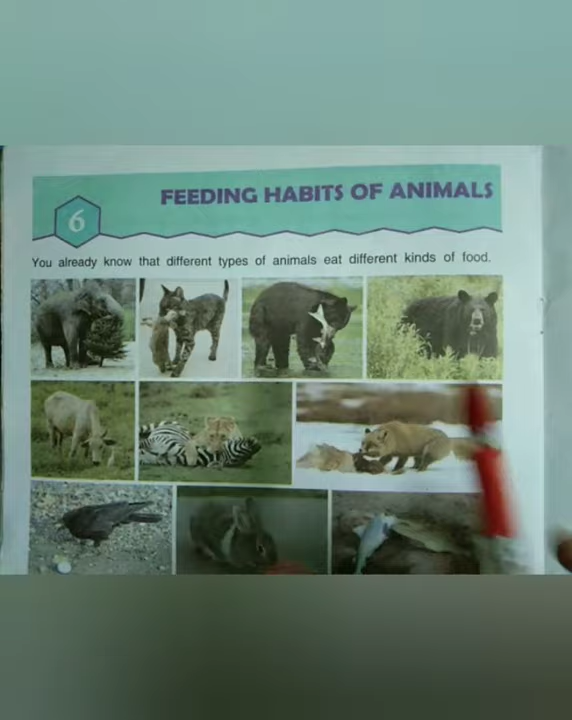 FEEDING HABITS OF ANIMALS
6
You already know that different types of animals eat different kinds of food.